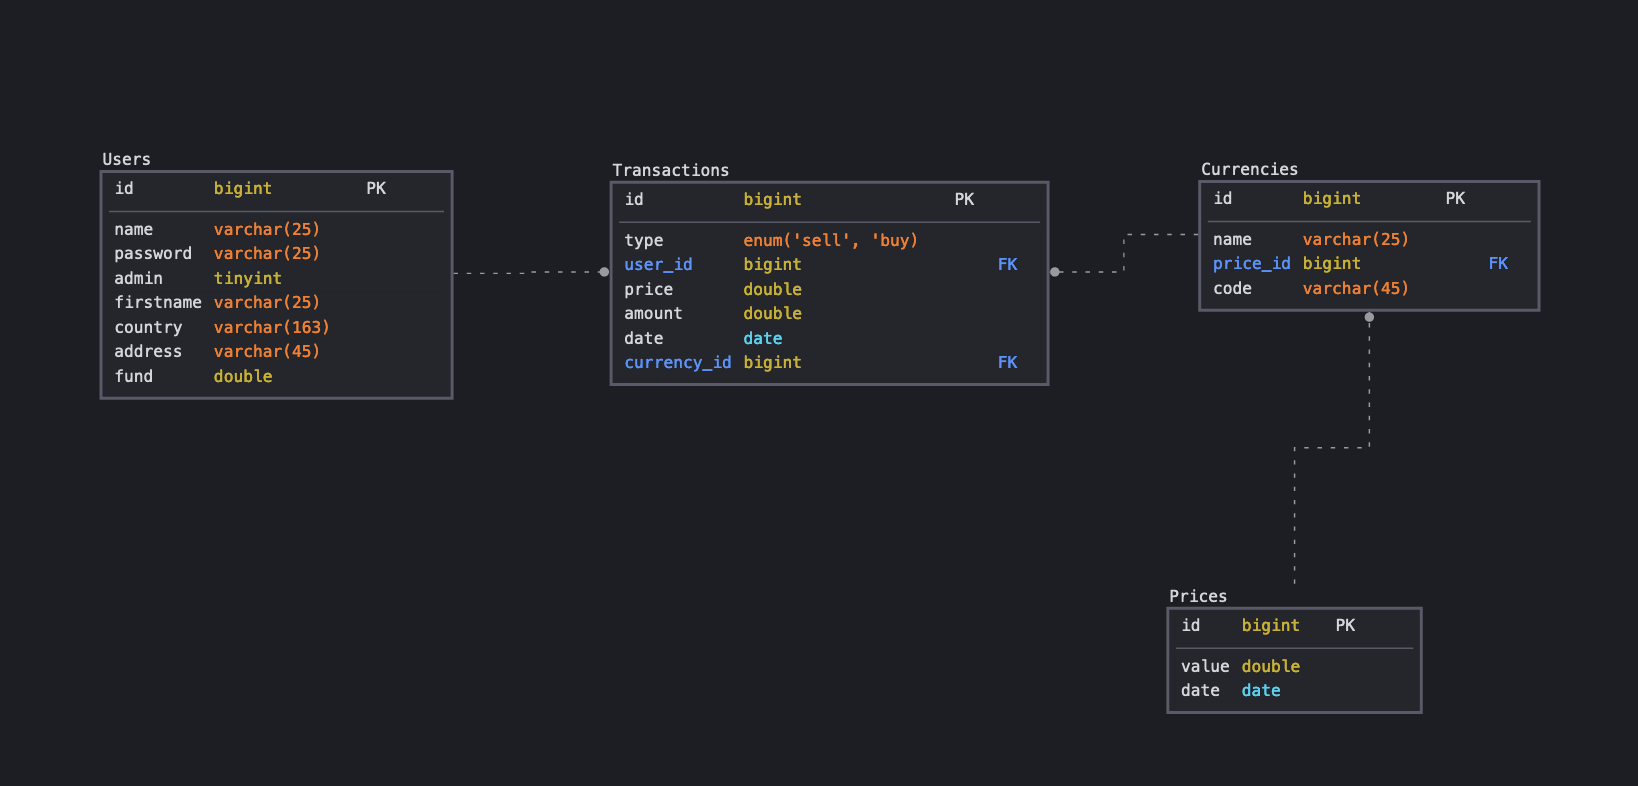 Users
id bigint PK
name varchar(25)
password varchar(25)
admin tinyint
firstname varchar(25)
country varchar(163)
address varchar(45)
fund double
Transactions
id bigint PK
type enum('sell', 'buy)
user_id bigint FK
price double
amount double
date date
currency_id bigint FK
Currencies
id bigint PK
name varchar(25)
price_id bigint FK
code varchar(45)
Prices
id bigint PK
value double
date date